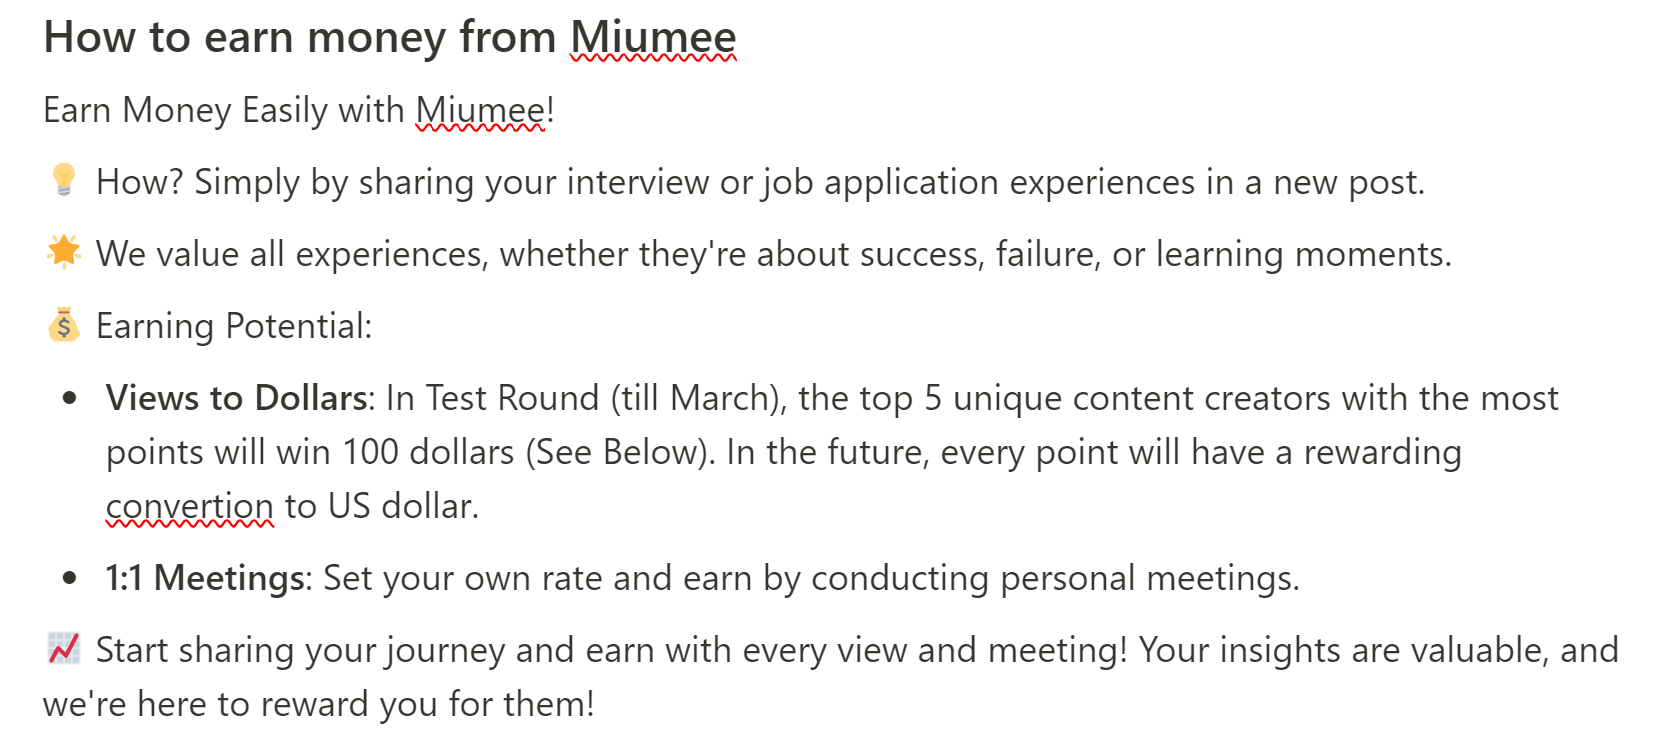 How to earn money from Miumee
Earn Money Easily with Miumee!
💡 How? Simply by sharing your interview or job application experiences in a new post.
🌟 We value all experiences, whether they're about success, failure, or learning moments.
💰 Earning Potential:
• Views to Dollars: In Test Round (till March), the top 5 unique content creators with the most
points will win 100 dollars (See Below). In the future, every point will have a rewarding
convertion to US dollar.
• 1:1 Meetings: Set your own rate and earn by conducting personal meetings.
📈 Start sharing your journey and earn with every view and meeting! Your insights are valuable, and
we're here to reward you for them!